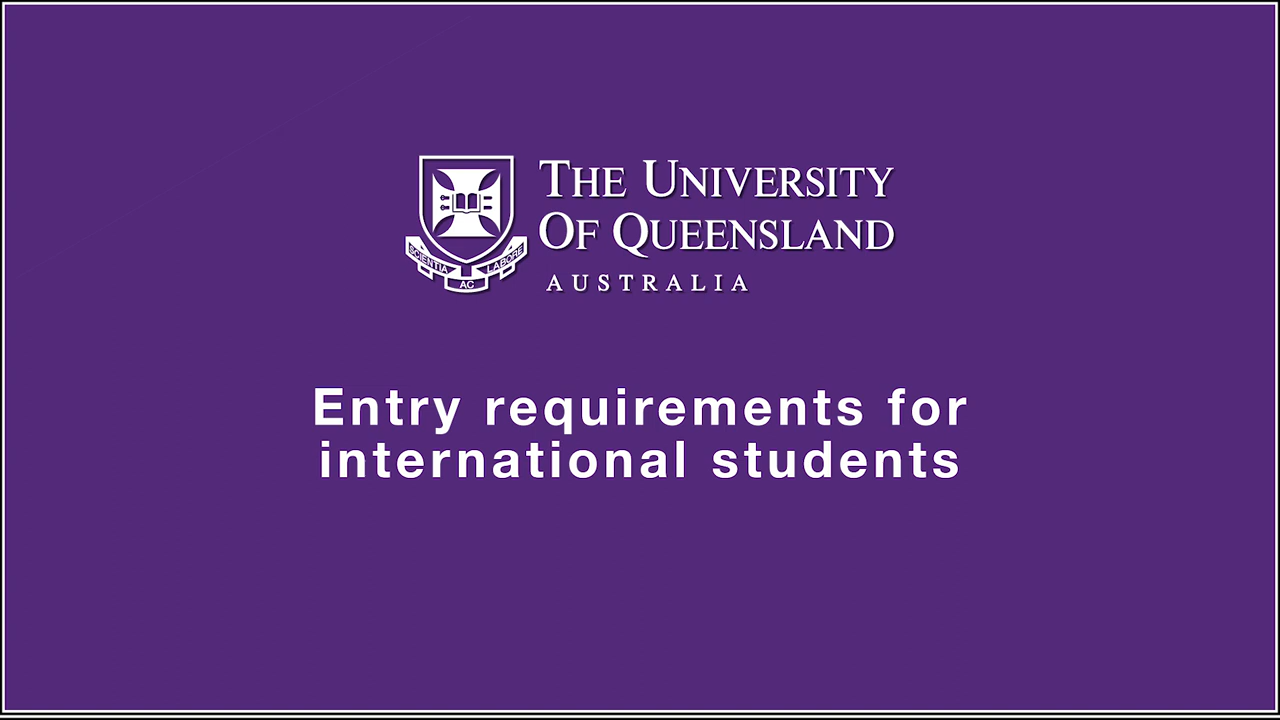 THE UNIVERSITY
OF QUEENSLAND
AUSTRALIA
SCIENTIA
AC
LABORE
Entry requirements for
international students